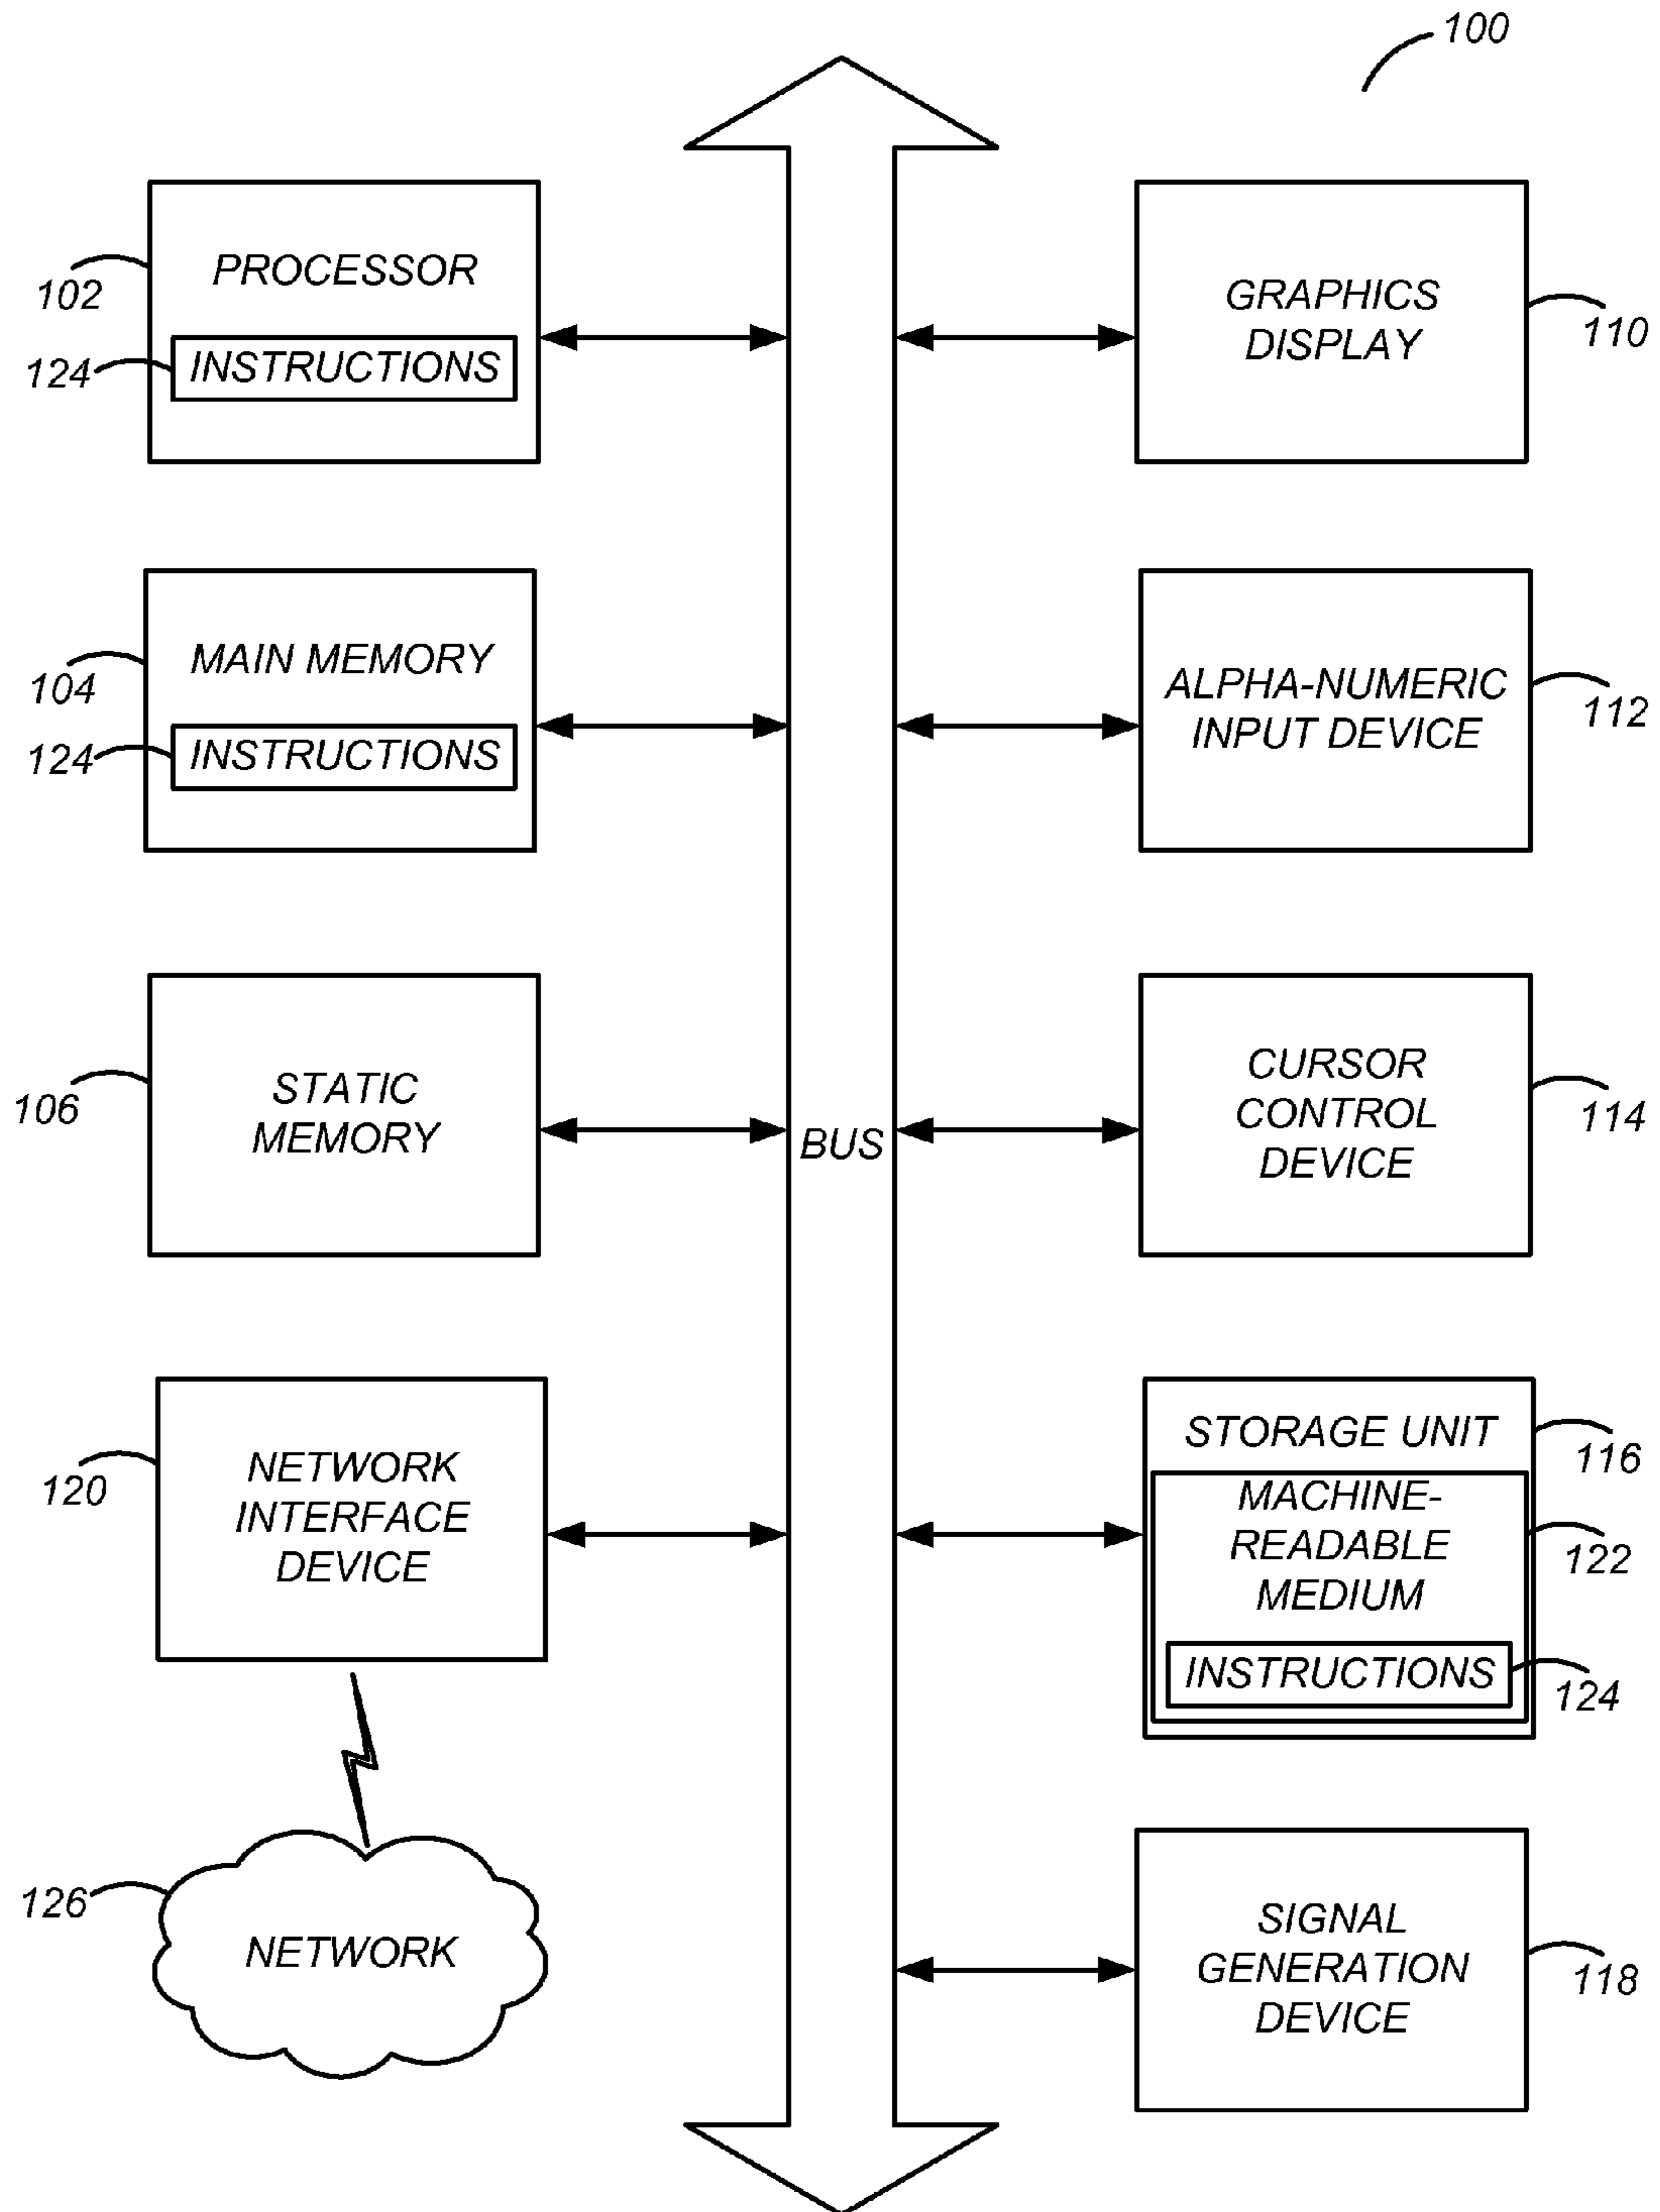 100
PROCESSOR
102
124
INSTRUCTIONS
GRAPHICS
DISPLAY
110
MAIN MEMORY
104
124
INSTRUCTIONS
ALPHA-NUMERIC
INPUT DEVICE
112
STATIC
MEMORY
106
BUS
CURSOR
CONTROL
DEVICE
114
NETWORK
INTERFACE
DEVICE
120
STORAGE UNIT
116
MACHINE-
READABLE
MEDIUM
122
INSTRUCTIONS
124
126
NETWORK
SIGNAL
GENERATION
DEVICE
118